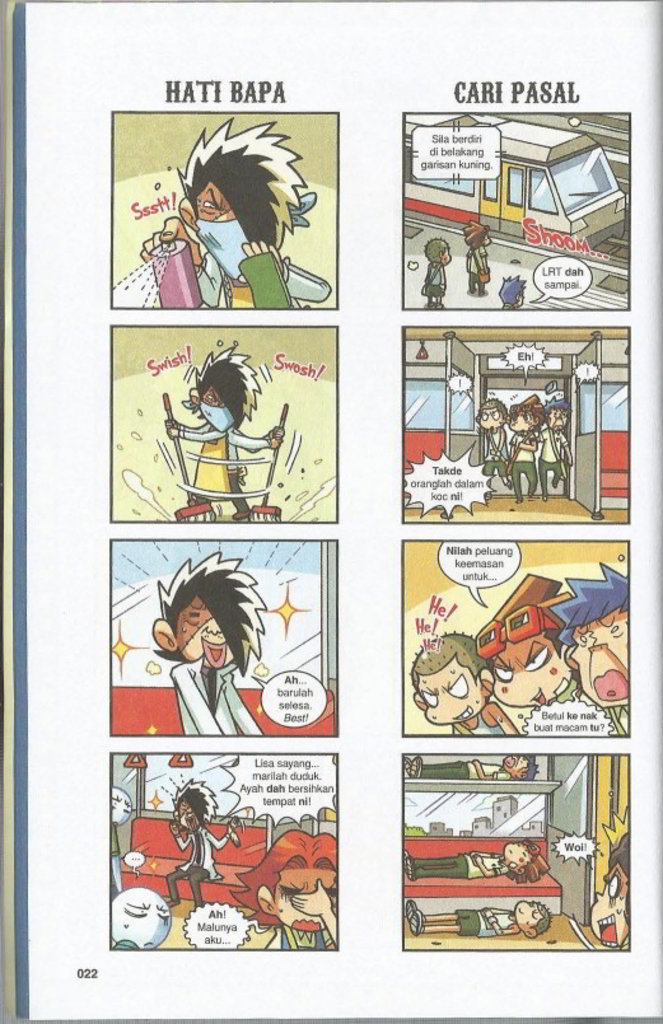 HATI BAPA
Ssstt!
Swish!
Swosh!
Ah...
barulah
selesa.
Best!
Lisa sayang...
marilah duduk.
Ayah dah bersihkan
tempat ni!
...
Ah!
Malunya
aku...
CARI PASAL
Sila berdiri
di belakang
garisan kuning.
Shoom...
LRT dah
sampai.
Eh!
!
!
Takde
oranglah dalam
koc ni!
Nilah peluang
keemasan
untuk...
He!
He!
He!
Betul ke nak
buat macam tu?
Woi!
022